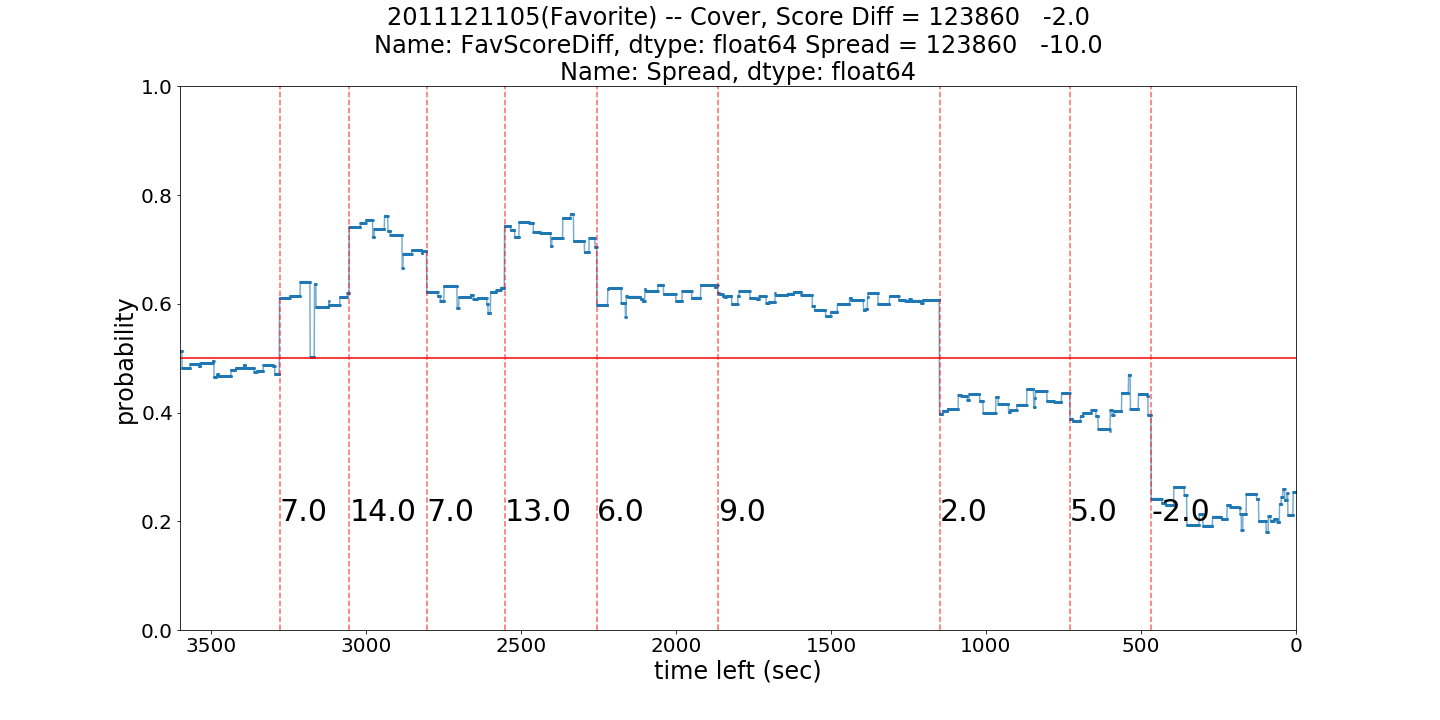 2011121105(Favorite) -- Cover, Score Diff = 123860   -2.0
Name: FavScoreDiff, dtype: float64 Spread = 123860   -10.0
Name: Spread, dtype: float64
1.0
0.8
0.6
0.4
0.2
0.0
probability
7.0 14.0 7.0 13.0 6.0 9.0 2.0 5.0 -2.0
3500 3000 2500 2000 1500 1000 500 0
time left (sec)